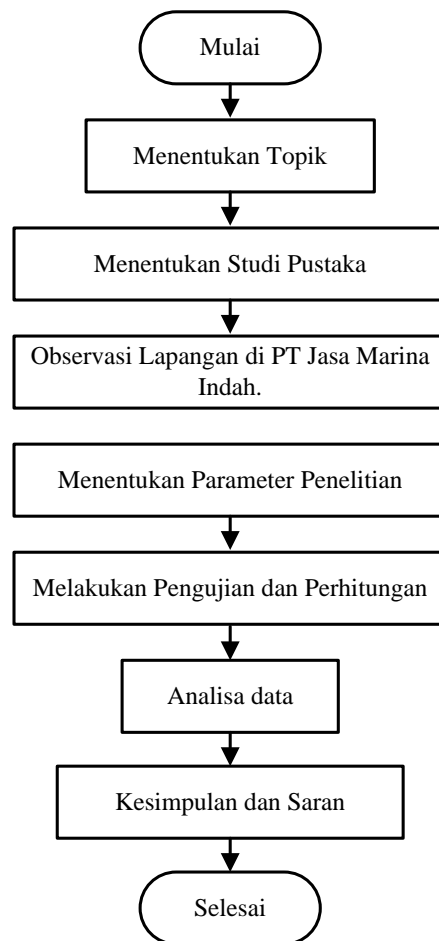 Mulai
Menentukan Topik
Menentukan Studi Pustaka
Observasi Lapangan di PT Jasa Marina
Indah.
Menentukan Parameter Penelitian
Melakukan Pengujian dan Perhitungan
Analisa data
Kesimpulan dan Saran
Selesai